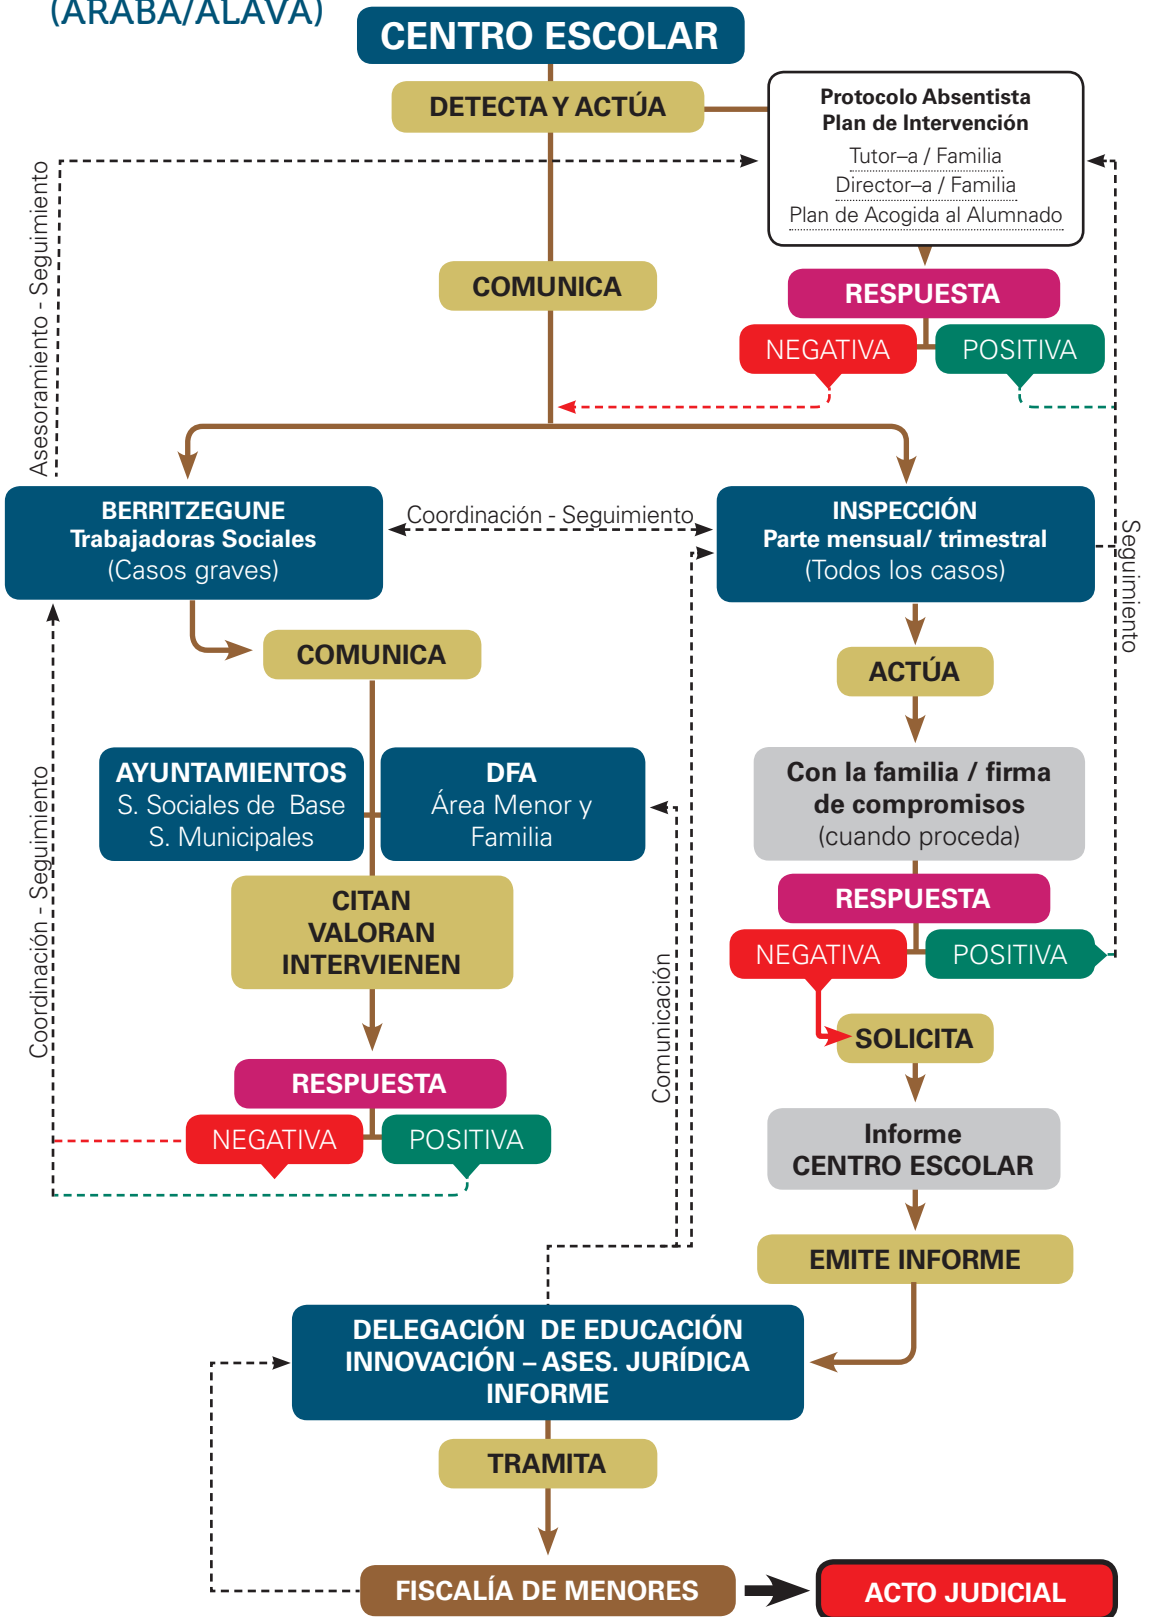 (ARABA/ÁLAVA)
CENTRO ESCOLAR
DETECTA Y ACTÚA
Protocolo Absentista
Plan de Intervención
Tutor–a / Familia
Director–a / Familia
Plan de Acogida al Alumnado
Asesoramiento - Seguimiento
COMUNICA
RESPUESTA
NEGATIVA
POSITIVA
BERRITZEGUNE
Trabajadoras Sociales
(Casos graves)
Coordinación - Seguimiento
INSPECCIÓN
Parte mensual/ trimestral
(Todos los casos)
Seguimiento
COMUNICA
ACTÚA
AYUNTAMIENTOS
S. Sociales de Base
S. Municipales
DFA
Área Menor y
Familia
Con la familia / firma
de compromisos
(cuando proceda)
Coordinación - Seguimiento
CITAN
VALORAN
INTERVIENEN
RESPUESTA
NEGATIVA
POSITIVA
Comunicación
SOLICITA
RESPUESTA
NEGATIVA
POSITIVA
Informe
CENTRO ESCOLAR
EMITE INFORME
DELEGACIÓN DE EDUCACIÓN
INNOVACIÓN – ASES. JURÍDICA
INFORME
TRAMITA
FISCALÍA DE MENORES
ACTO JUDICIAL